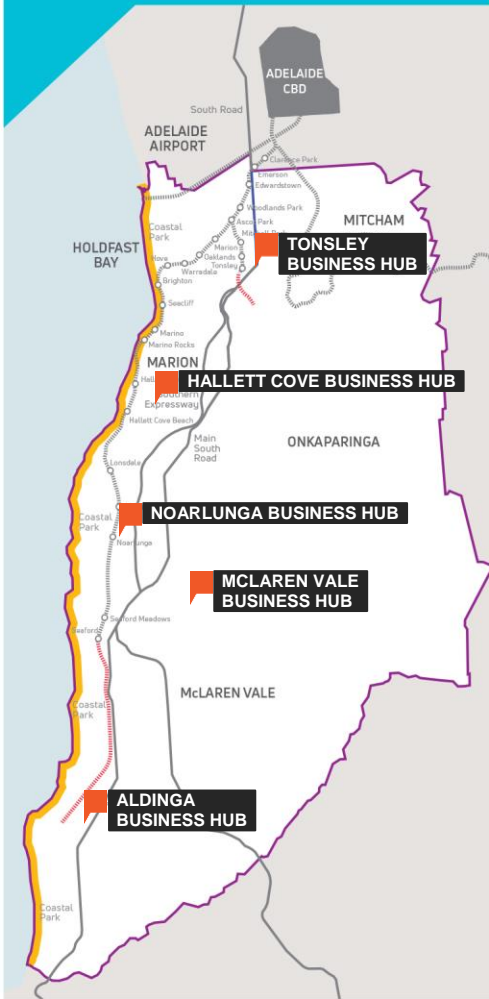 ADELAIDE
CBD
South Road
ADELAIDE
AIRPORT
Clarence Park
Emerson
Edwardstown
Woodlands Park
Coastal
Park
Ascot Park
MITCHAM
HOLDFAST
BAY
Marion
Oaklands
Hove
Warradale
Tonsley
TONSLEY
BUSINESS HUB
Brighton
Seacliff
Marino
Marino Rocks
MARION
HALLETT COVE BUSINESS HUB
Expressway
Hallett Cove Beach
Main
South
Road
ONKAPARINGA
Lonsdale
Coastal
Park
NOARLUNGA BUSINESS HUB
Noarlunga
MCLAREN VALE
BUSINESS HUB
Seaford Meadows
Seaford
McLAREN VALE
Coastal
Park
ALDINGA
BUSINESS HUB
Coastal
Park